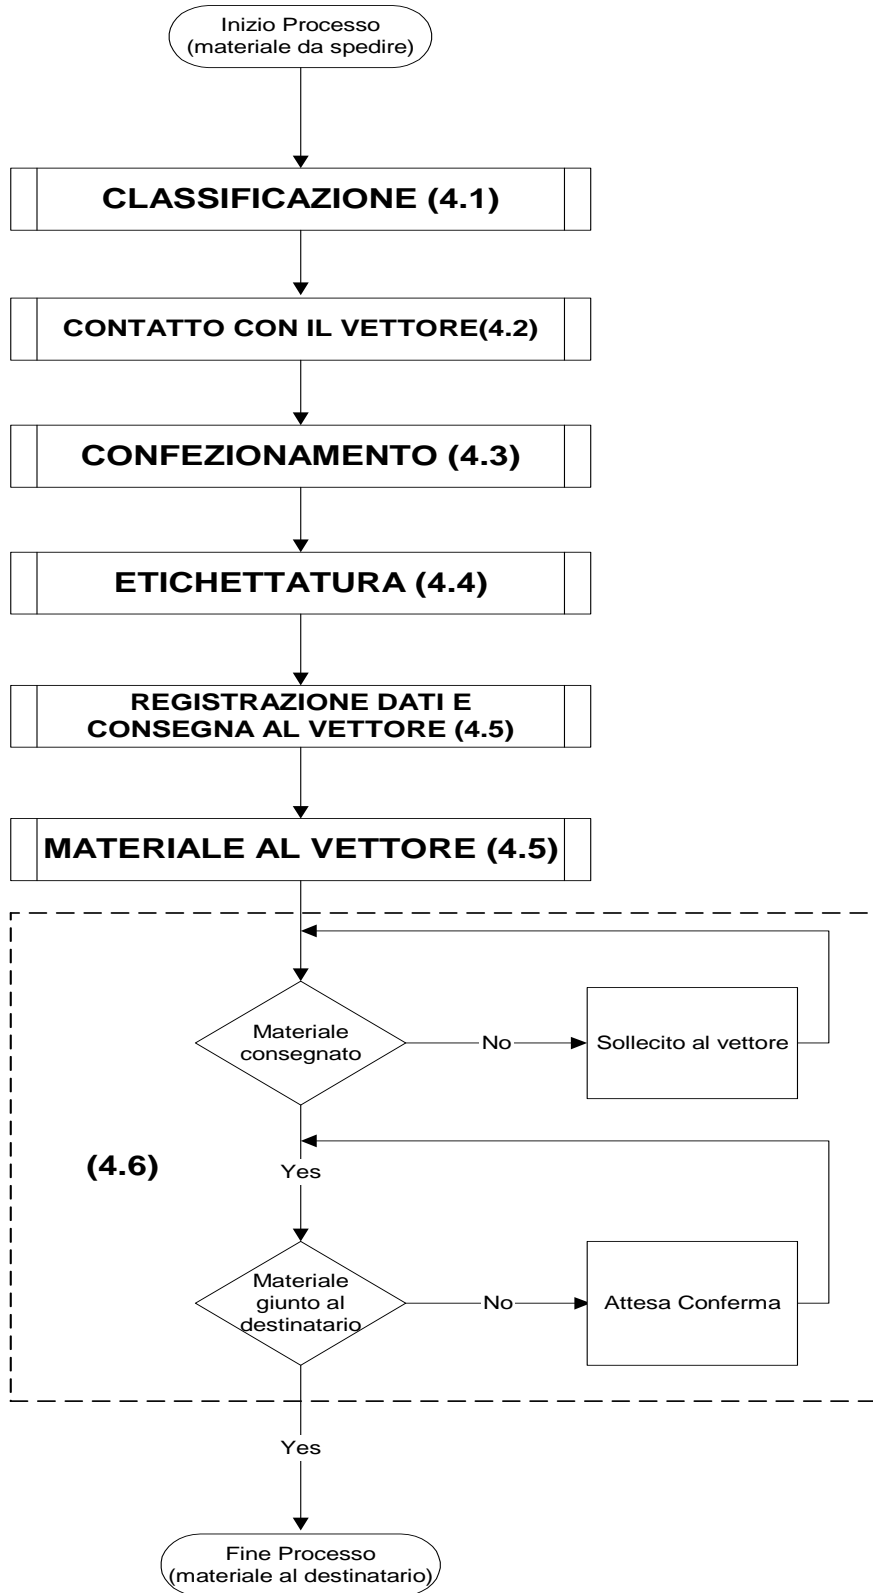 Inizio Processo
(materiale da spedire)
CLASSIFICAZIONE (4.1)
CONTATTO CON IL VETTORE(4.2)
CONFEZIONAMENTO (4.3)
ETICHETTATURA (4.4)
REGISTRAZIONE DATI E
CONSEGNA AL VETTORE (4.5)
MATERIALE AL VETTORE (4.5)
Materiale
consegnato
No
Sollecito al vettore
(4.6)
Yes
Materiale
giunto al
destinatario
No
Attesa Conferma
Yes
Fine Processo
(materiale al destinatario)